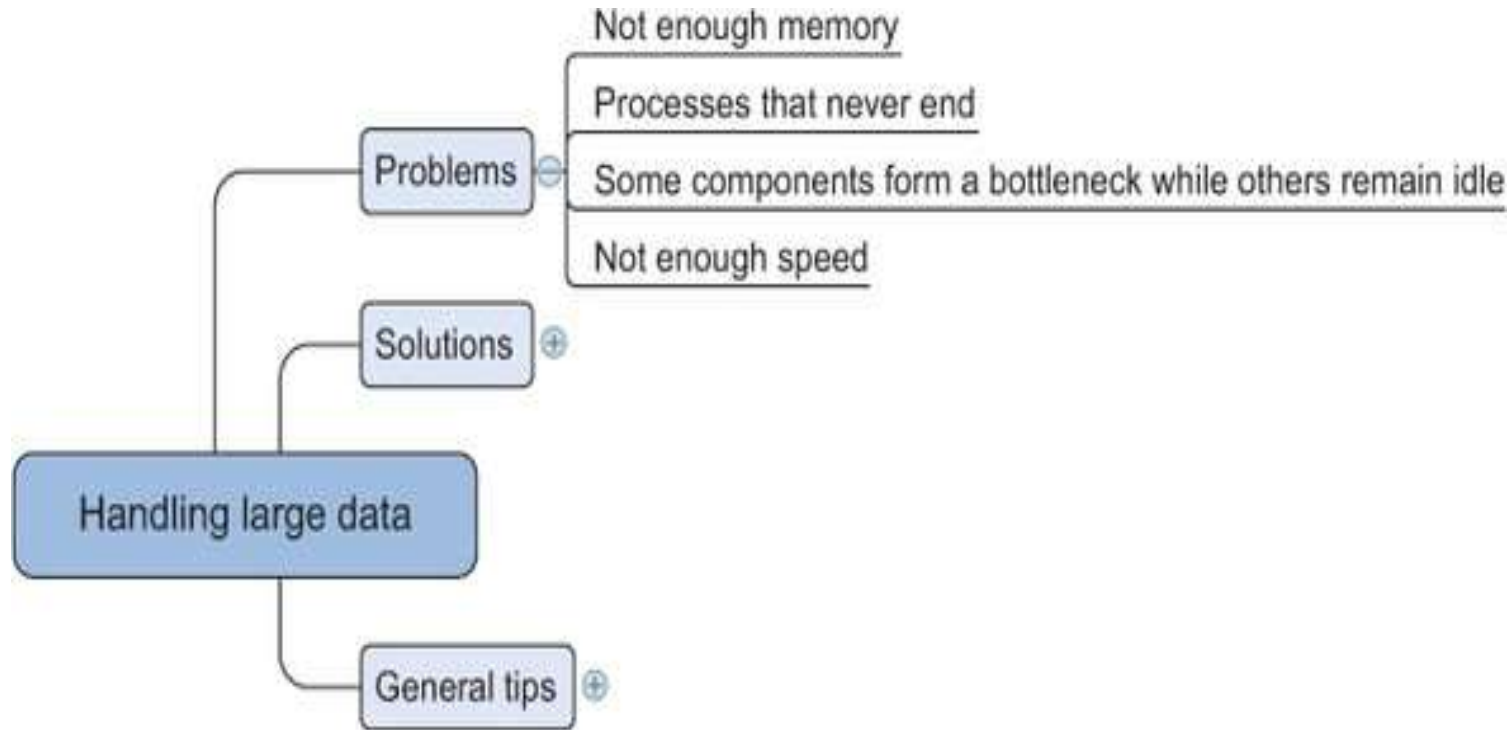 Not enough memory
Processes that never end
Problems
Some components form a bottleneck while others remain idle
Not enough speed
Solutions
Handling large data
General tips